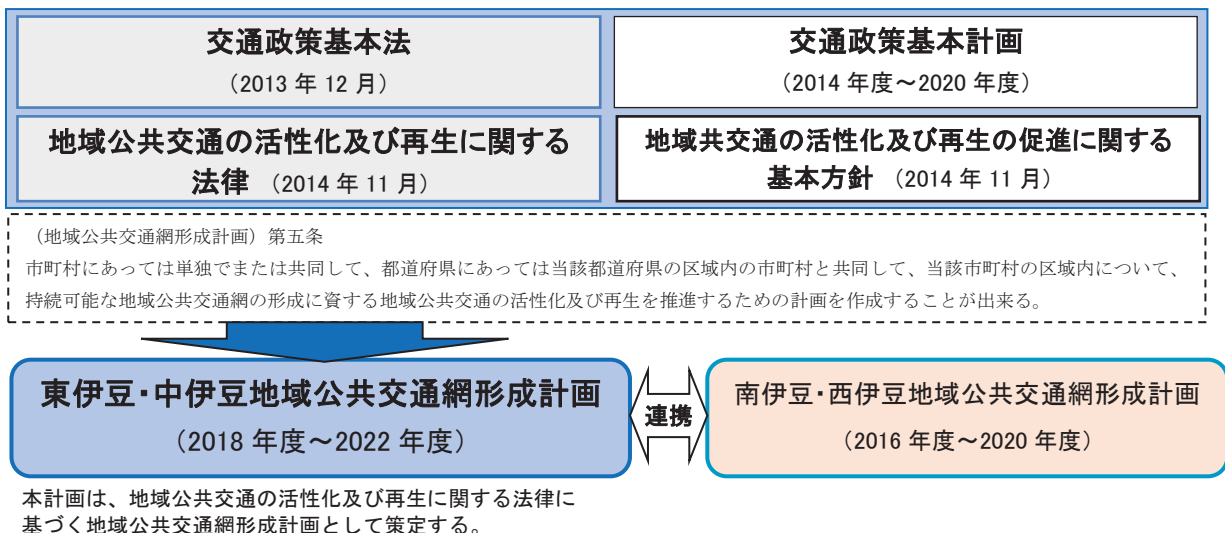 交通政策基本法
（2013 年 12 月）
交通政策基本計画
（2014 年度～2020 年度）
地域公共交通の活性化及び再生に関する
法律 （2014 年 11 月）
地域共交通の活性化及び再生の促進に関する
基本方針 （2014 年 11 月）
（地域公共交通網形成計画）第五条
市町村にあっては単独でまたは共同して、都道府県にあっては当該都道府県の区域内の市町村と共同して、当該市町村の区域内について、
持続可能な地域公共交通網の形成に資する地域公共交通の活性化及び再生を推進するための計画を作成することが出来る。
東伊豆・中伊豆地域公共交通網形成計画
（2018 年度～2022 年度）
連携
南伊豆・西伊豆地域公共交通網形成計画
（2016 年度～2020 年度）
本計画は、地域公共交通の活性化及び再生に関する法律に
基づく地域公共交通網形成計画として策定する。